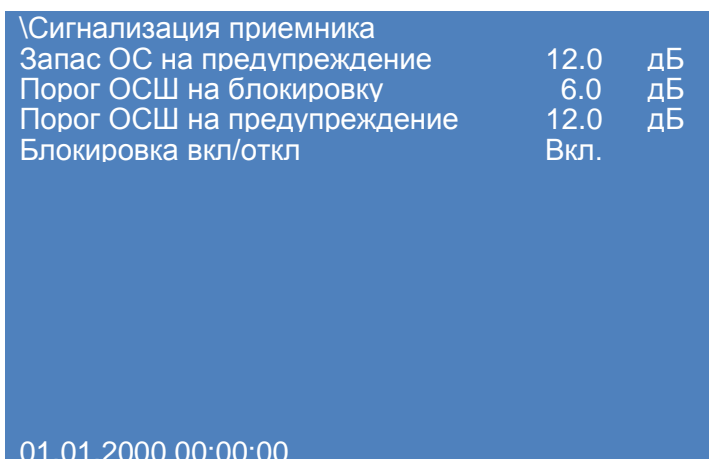 \Сигнализация приемника
Запас ОС на предупреждение 12.0 дБ
Порог ОСШ на блокировку 6.0 дБ
Порог ОСШ на предупреждение 12.0 дБ
Блокировка вкл/откл Вкл.
01.01.2000 00:00:00